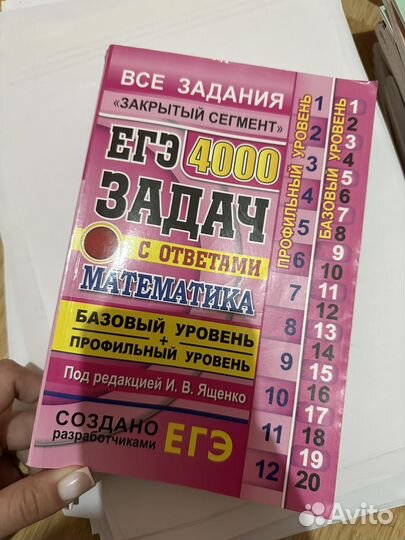 ВСЕ ЗАДАНИЯ
«ЗАКРЫТЫЙ СЕГМЕНТ»
ЕГЭ 4000
ЗАДАЧ
С ОТВЕТАМИ
МАТЕМАТИКА
БАЗОВЫЙ УРОВЕНЬ
+
ПРОФИЛЬНЫЙ УРОВЕНЬ
Под редакцией И. В. Ященко
СОЗДАНО
разработчиками ЕГЭ
ПРОФИЛЬНЫЙ УРОВЕНЬ
1
2
3
4
5
6
7
8
9
10
11
12
БАЗОВЫЙ УРОВЕНЬ
1
2
3
4
5
6
7
8
9
10
11
12
13
14
15
16
17
18
19
20
Avito